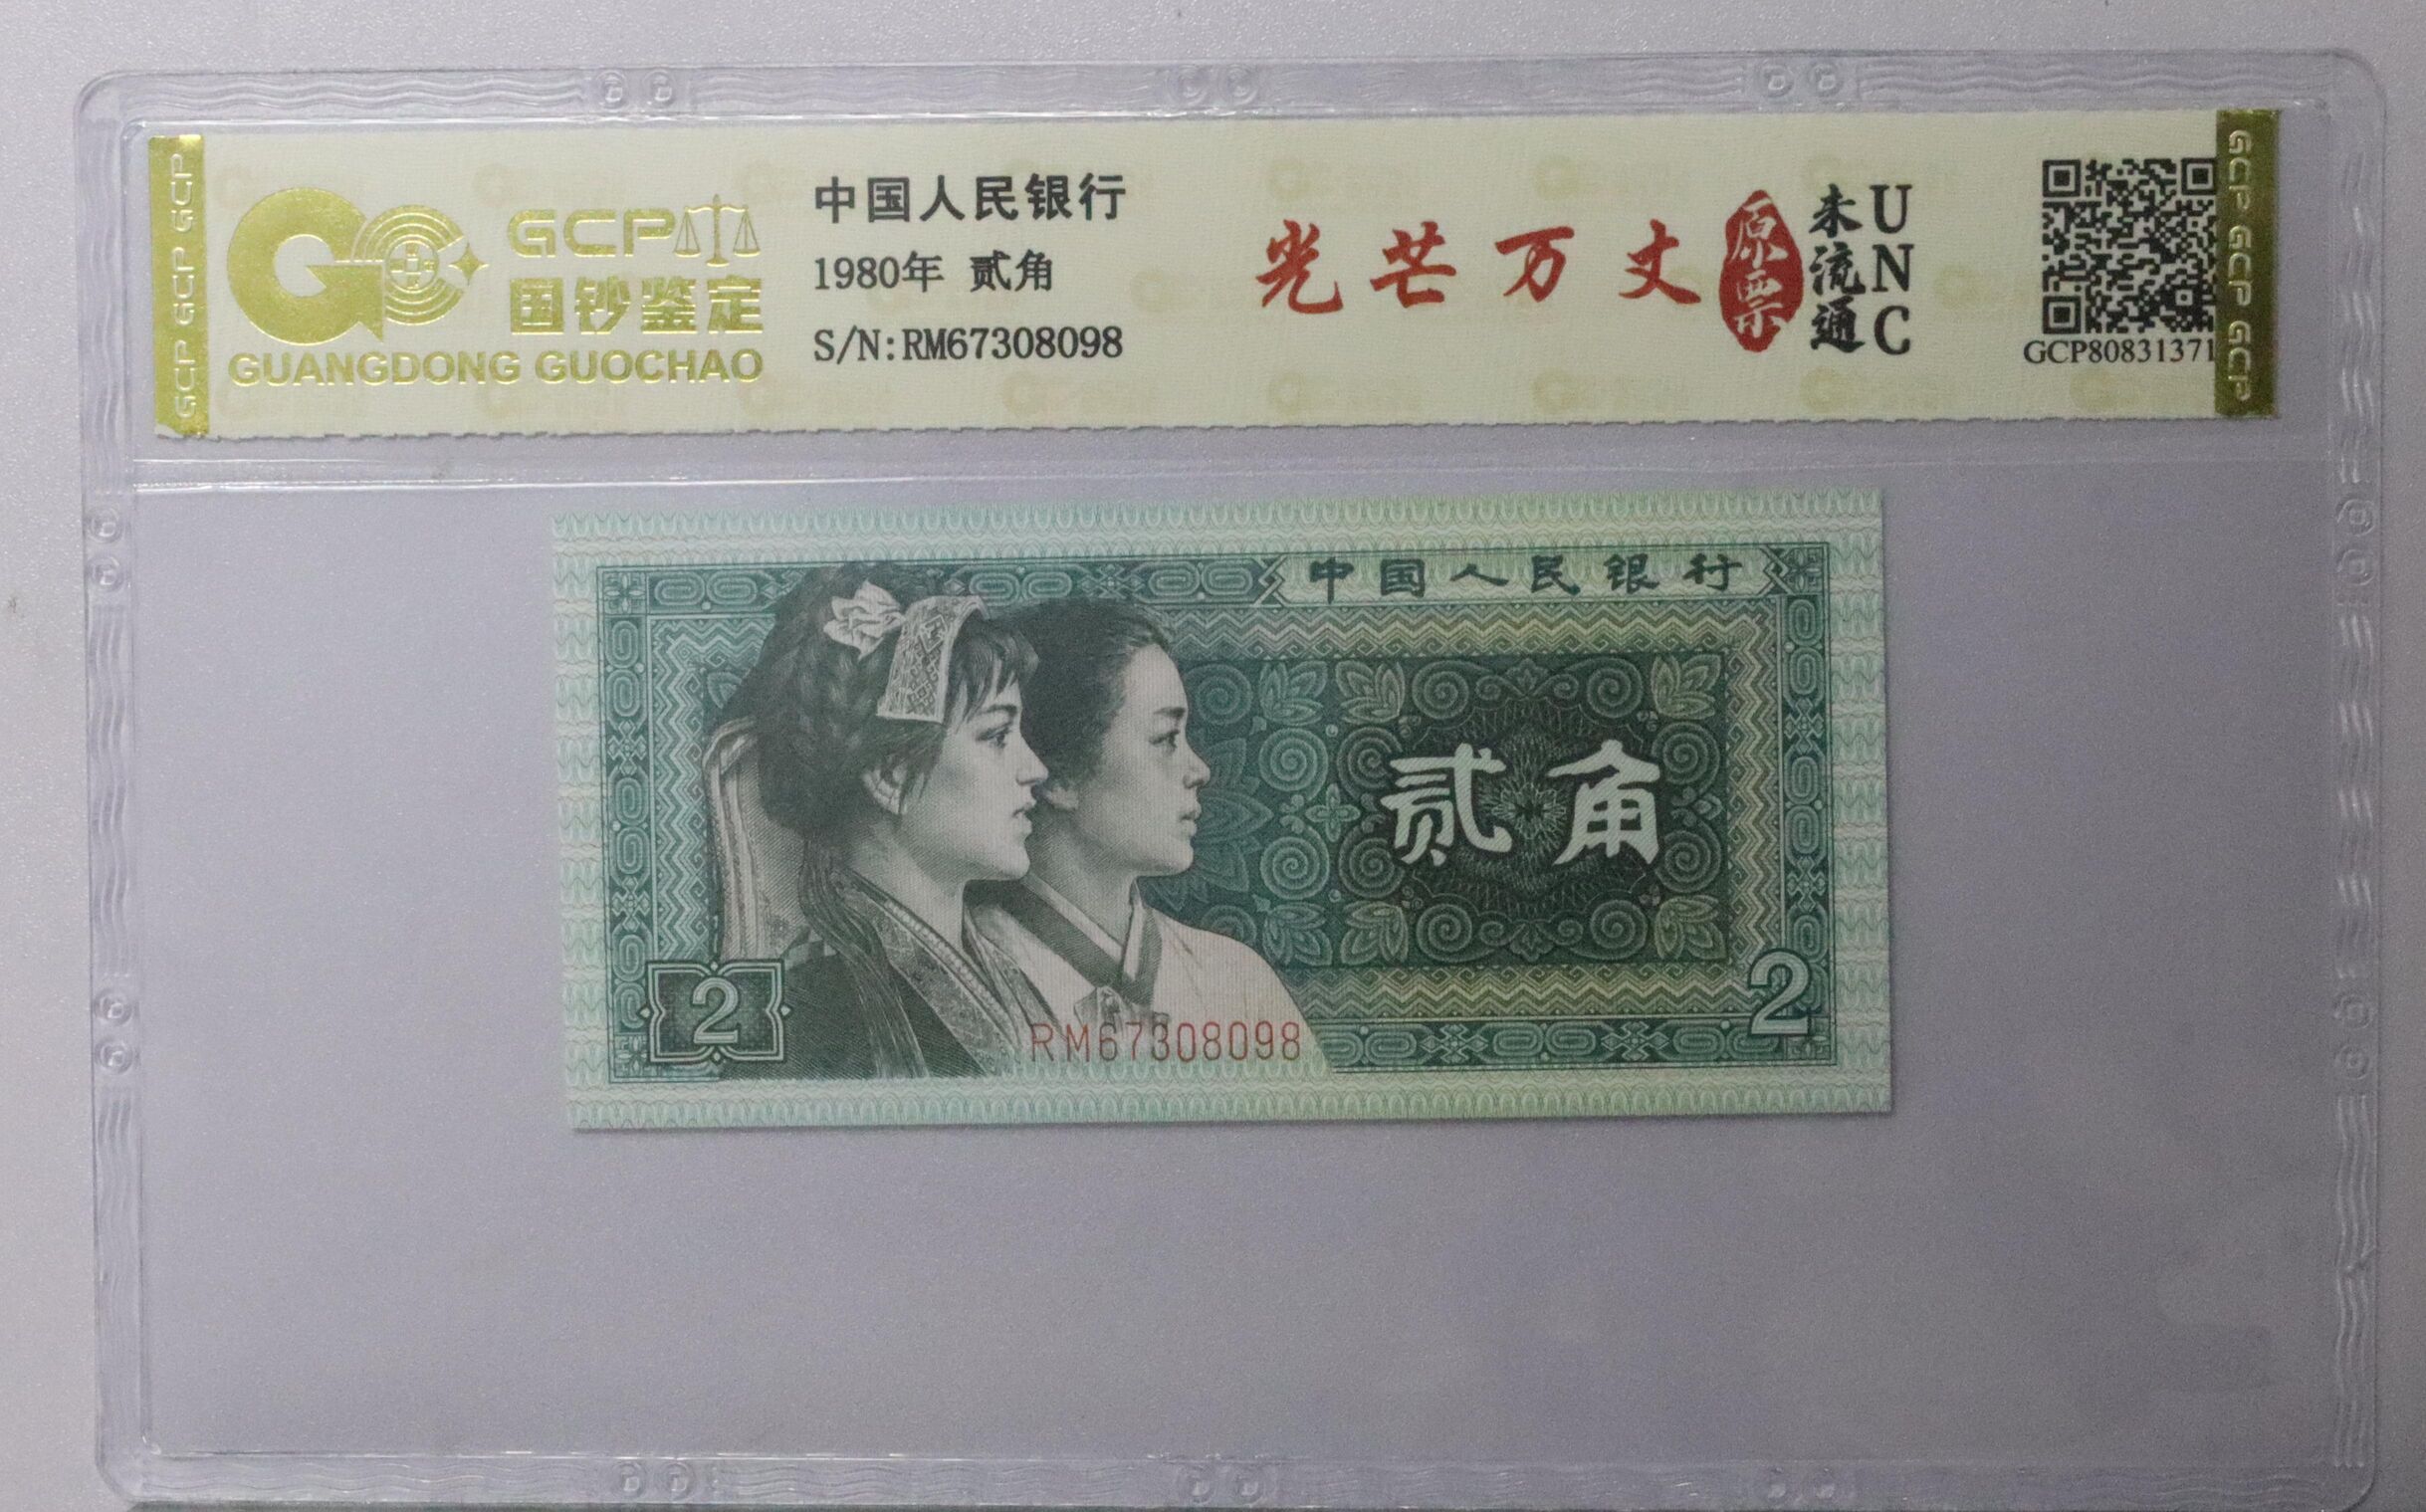 GCP GCP GCP
GCP
国钞鉴定
GUANGDONG GUOCHAO
中国人民银行
1980年 贰角
S/N:RM67308098
光芒万丈
原票
未流通
UNC
GCP80831371
GCP GCP GCP GCP
中国人民银行
贰角
2
2
RM67308098